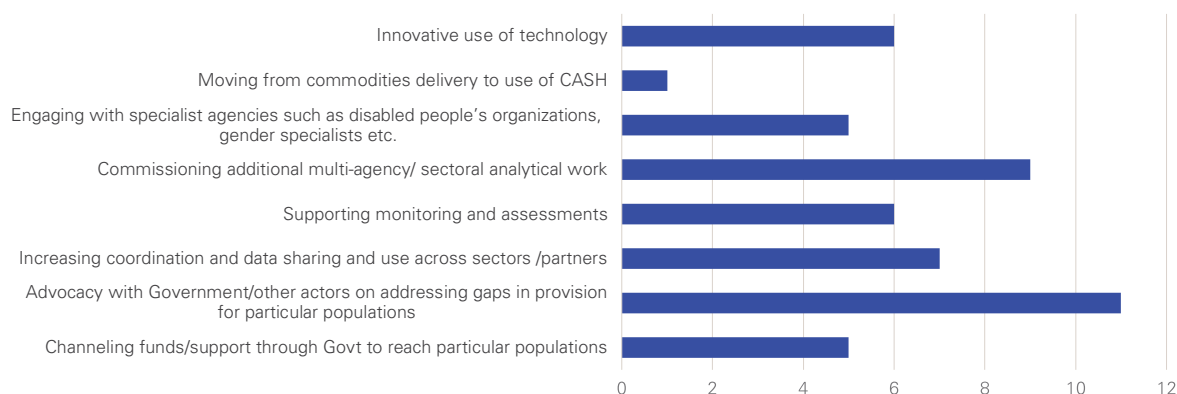 Innovative use of technology
Moving from commodities delivery to use of CASH
Engaging with specialist agencies such as disabled people’s organizations,
gender specialists etc.
Commissioning additional multi-agency/ sectoral analytical work
Supporting monitoring and assessments
Increasing coordination and data sharing and use across sectors /partners
Advocacy with Government/other actors on addressing gaps in provision
for particular populations
Channeling funds/support through Govt to reach particular populations
0 2 4 6 8 10 12